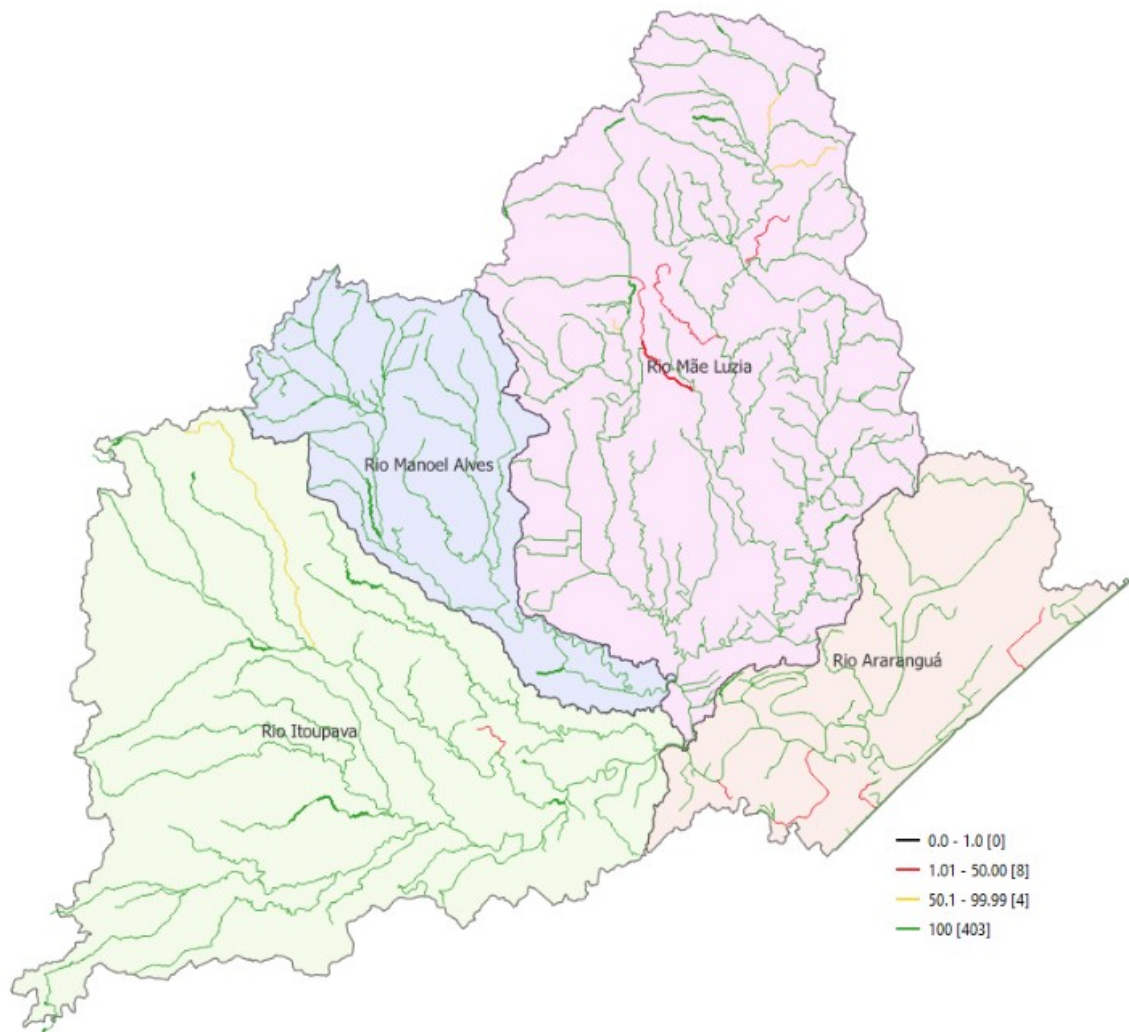 Rio Mãe Luzia
Rio Manoel Alves
Rio Araranguá
Rio Itoupava
0.0 - 1.0 [0]
1.01 - 50.00 [8]
50.1 - 99.99 [4]
100 [403]